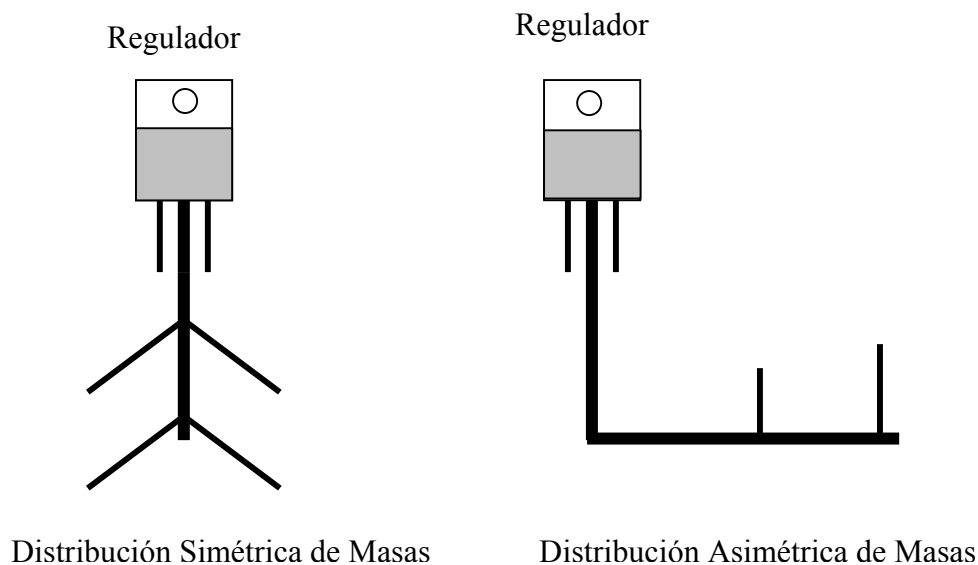 Regulador
Regulador
Distribución Simétrica de Masas
Distribución Asimétrica de Masas